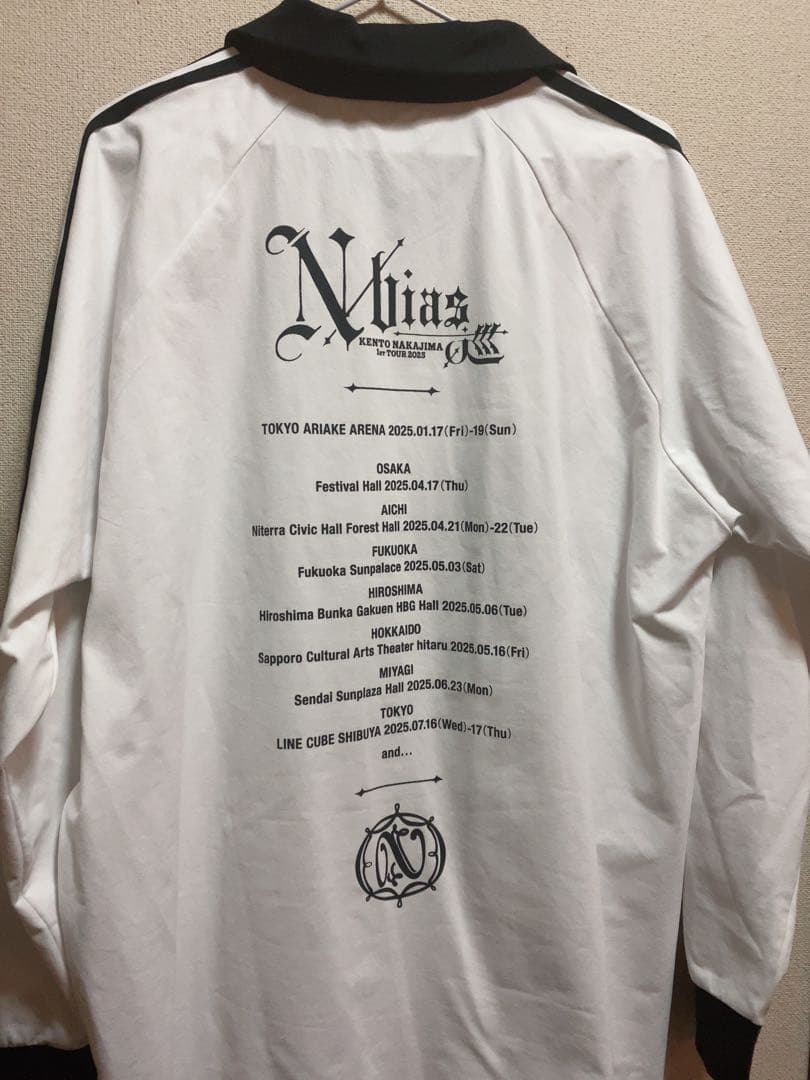 N bias
KENTO NAKAJIMA
1st TOUR 2025
TOKYO ARIAKE ARENA 2025.01.17(Fri)-19(Sun)
OSAKA
Festival Hall 2025.04.17(Thu)
AICHI
Niterra Civic Hall Forest Hall 2025.04.21(Mon)-22(Tue)
FUKUOKA
Fukuoka Sunpalace 2025.05.03(Sat)
HIROSHIMA
Hiroshima Bunka Gakuen HBG Hall 2025.05.06(Tue)
HOKKAIDO
Sapporo Cultural Arts Theater hitaru 2025.05.16(Fri)
MIYAGI
Sendai Sunplaza Hall 2025.06.23(Mon)
TOKYO
LINE CUBE SHIBUYA 2025.07.16(Wed)-17(Thu)
and...
N